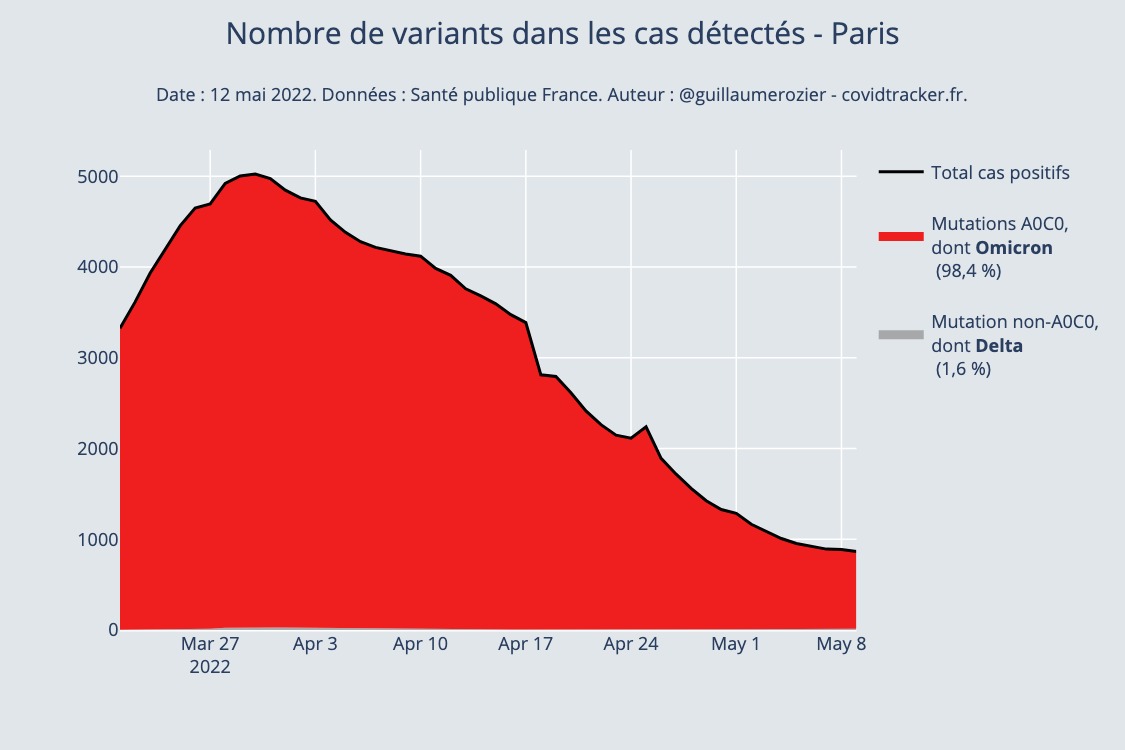 Nombre de variants dans les cas détectés - Paris
Date : 12 mai 2022. Données : Santé publique France. Auteur : @guillaumerozier - covidtracker.fr.
Total cas positifs
Mutations A0C0,
dont Omicron
(98,4 %)
Mutation non-A0C0,
dont Delta
(1,6 %)
5000
4000
3000
2000
1000
0
Mar 27
2022
Apr 3
Apr 10
Apr 17
Apr 24
May 1
May 8